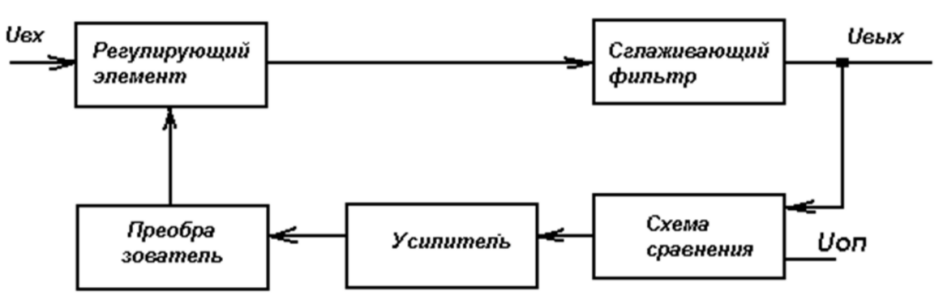 Uвх
Регулирующий
элемент
Сглаживающий
фильтр
Uвых
Преобра
зователь
Усилитель
Схема
сравнения
Uоп